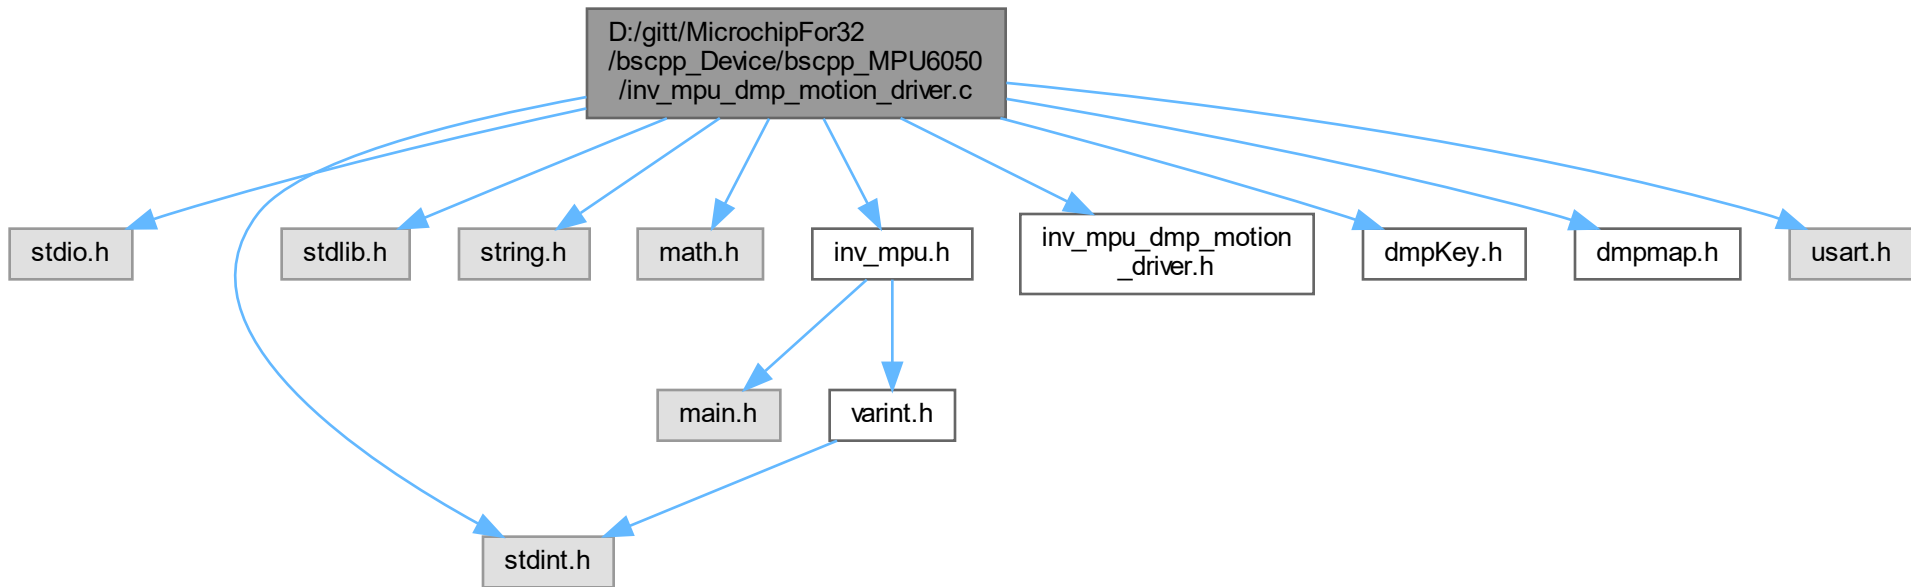 D:/gitt/MicrochipFor32
/bscpp_Device/bscpp_MPU6050
/inv_mpu_dmp_motion_driver.c
stdio.h
stdlib.h
string.h
math.h
inv_mpu.h
inv_mpu_dmp_motion
_driver.h
dmpKey.h
dmpmap.h
usart.h
main.h
varint.h
stdint.h